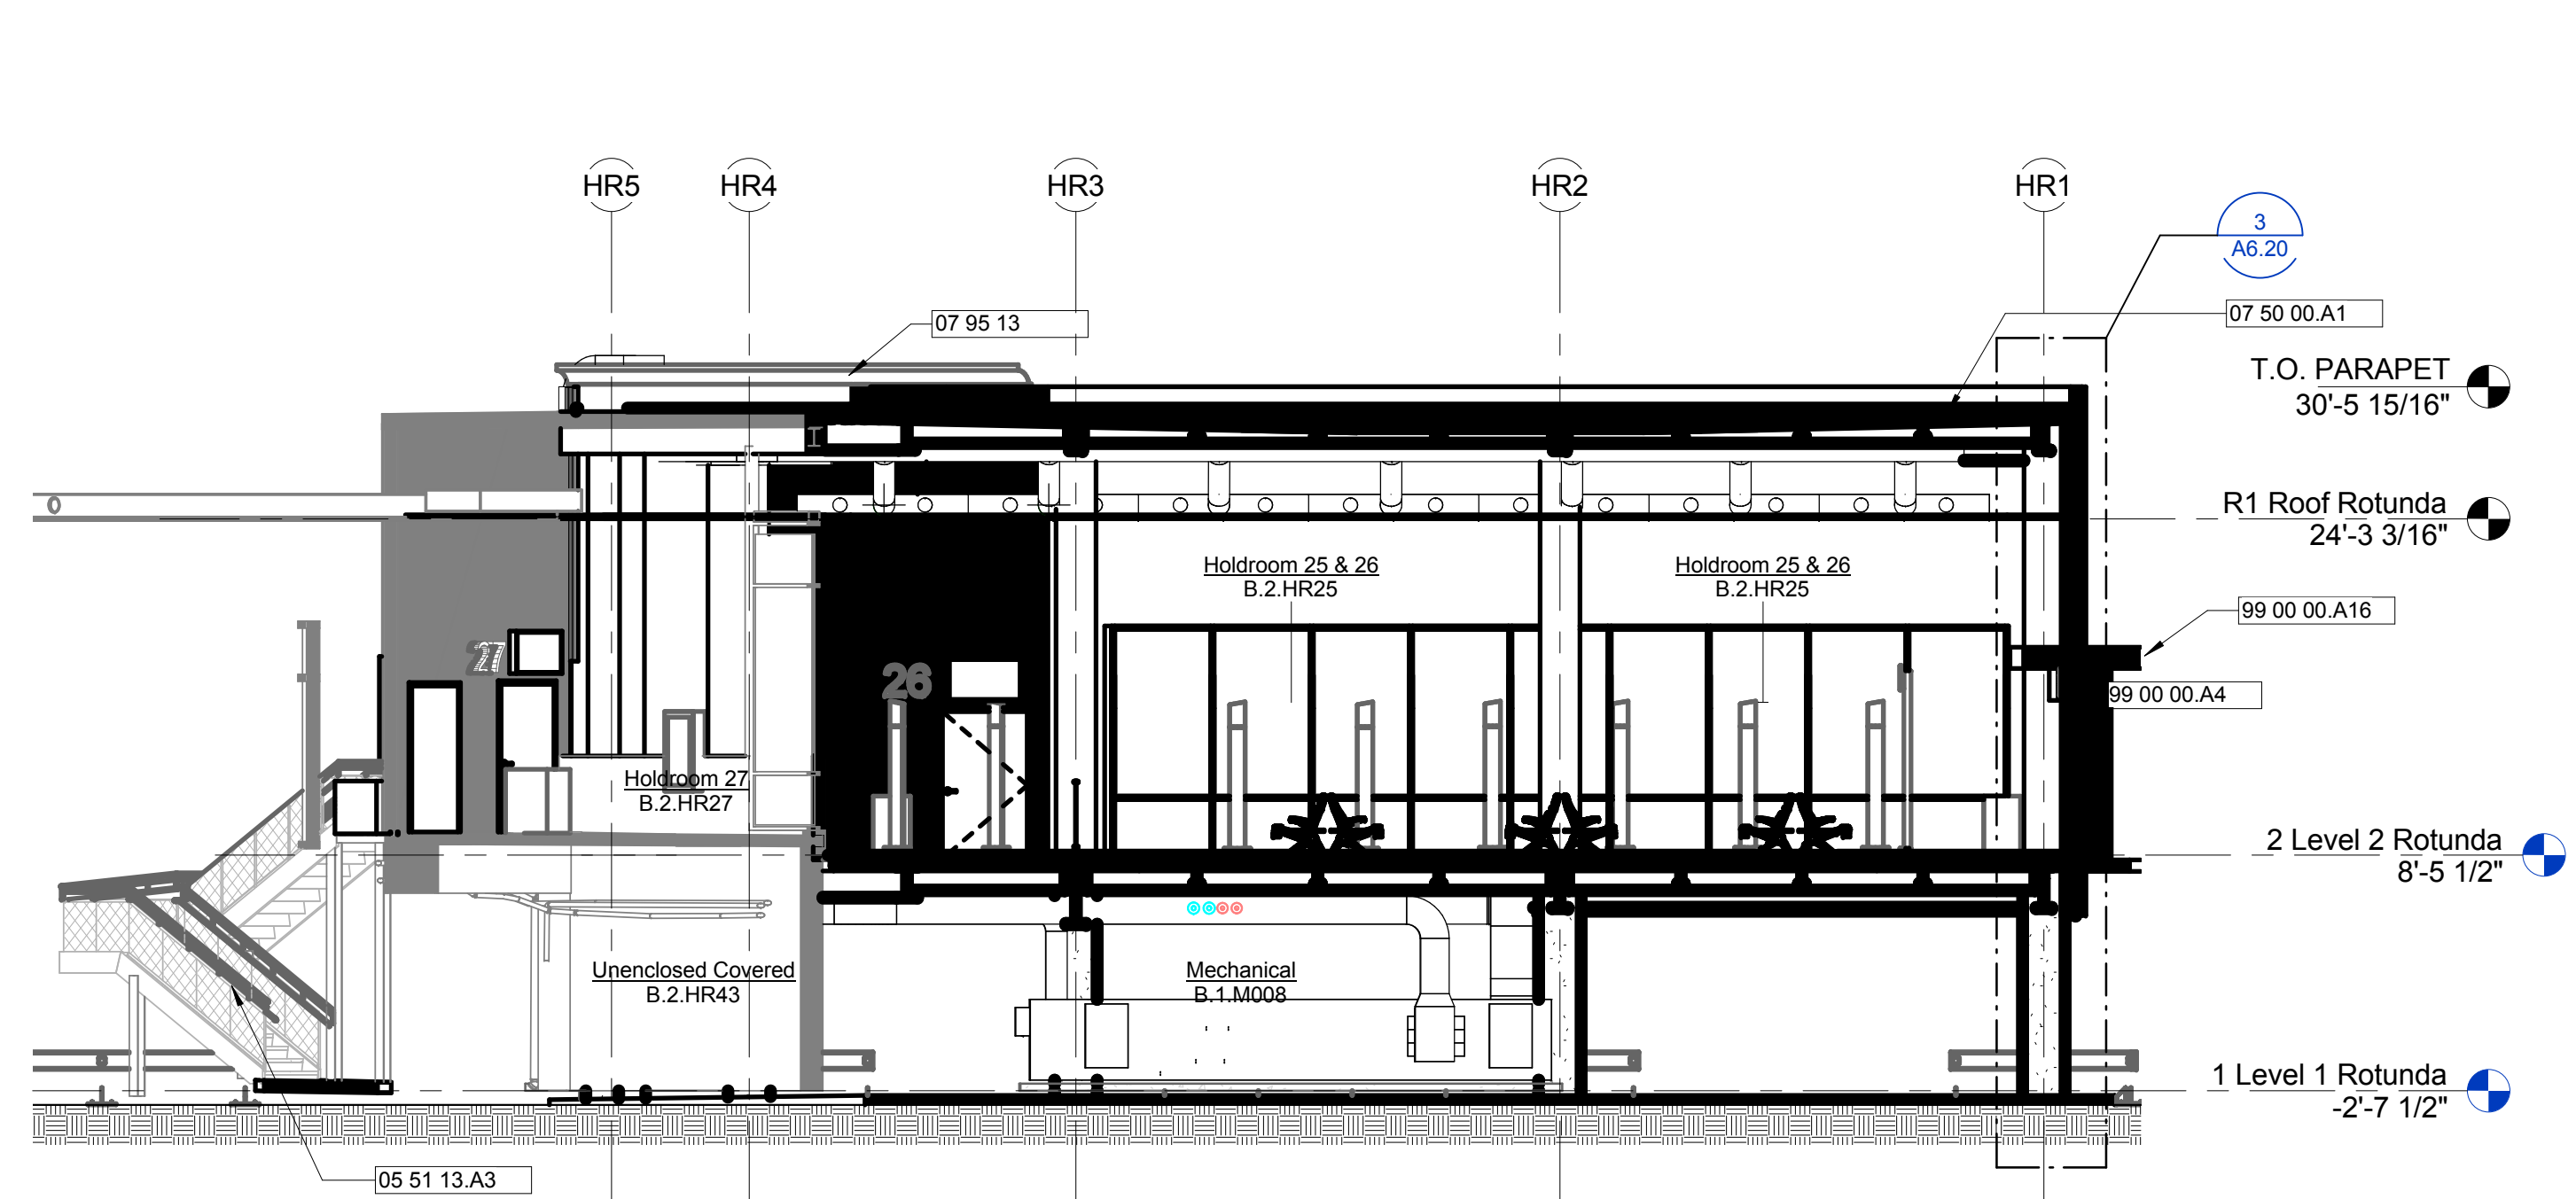 HR5
HR4
HR3
HR2
HR1
3
A6.20
07 95 13
07 50 00.A1
T.O. PARAPET
30'-5 15/16"
R1 Roof Rotunda
24'-3 3/16"
Holdroom 25 & 26
B.2.HR25
Holdroom 25 & 26
B.2.HR25
99 00 00.A16
27
26
99 00 00.A4
Holdroom 27
B.2.HR27
2 Level 2 Rotunda
8'-5 1/2"
Unenclosed Covered
B.2.HR43
Mechanical
B.1.M008
1 Level 1 Rotunda
-2'-7 1/2"
05 51 13.A3